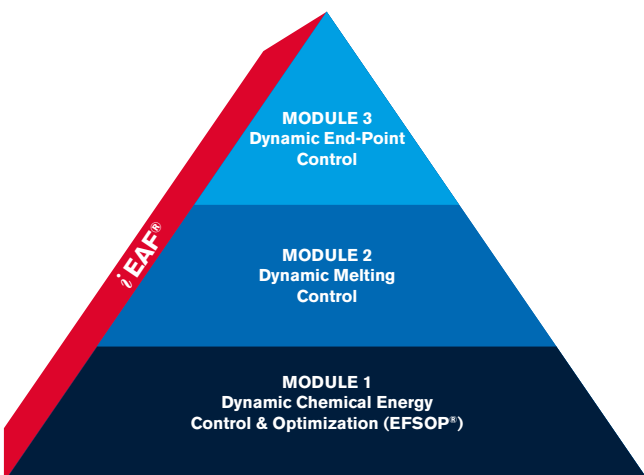 MODULE 3
Dynamic End-Point
Control
iEAF®
MODULE 2
Dynamic Melting
Control
MODULE 1
Dynamic Chemical Energy
Control & Optimization (EFSOP®)